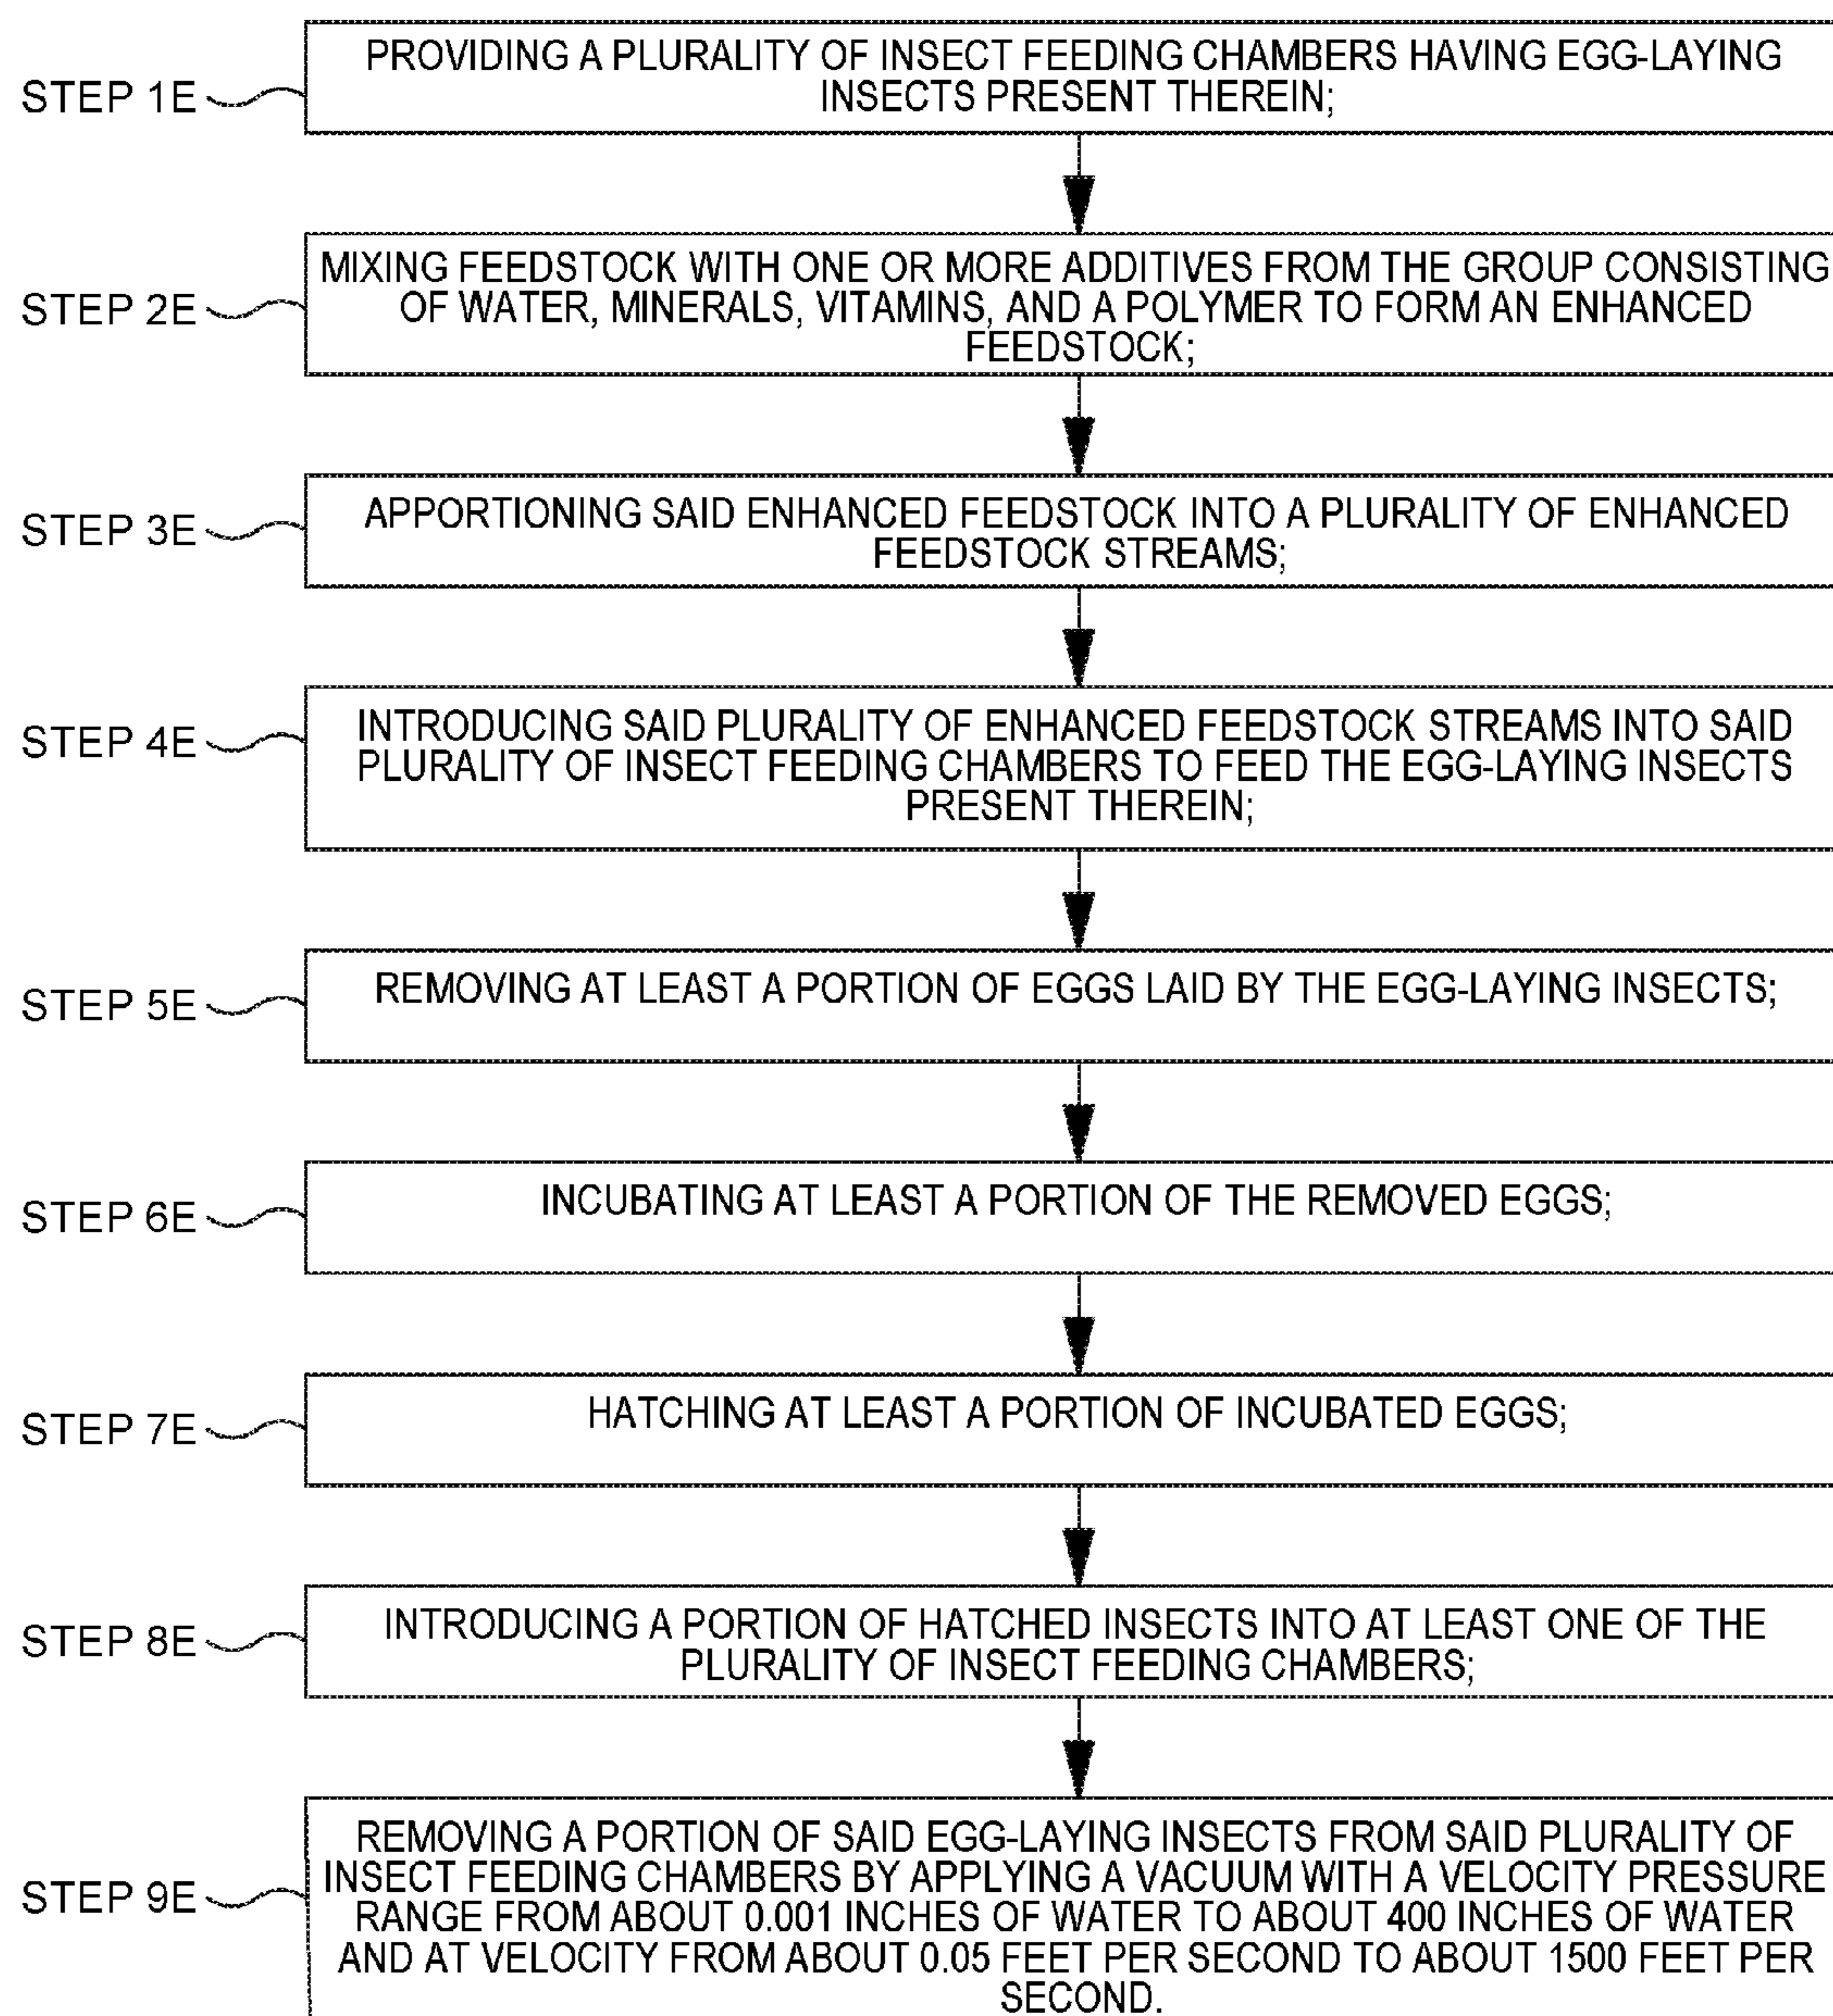 STEP 1E
PROVIDING A PLURALITY OF INSECT FEEDING CHAMBERS HAVING EGG-LAYING
INSECTS PRESENT THEREIN;
STEP 2E
MIXING FEEDSTOCK WITH ONE OR MORE ADDITIVES FROM THE GROUP CONSISTING
OF WATER, MINERALS, VITAMINS, AND A POLYMER TO FORM AN ENHANCED
FEEDSTOCK;
STEP 3E
APPORTIONING SAID ENHANCED FEEDSTOCK INTO A PLURALITY OF ENHANCED
FEEDSTOCK STREAMS;
STEP 4E
INTRODUCING SAID PLURALITY OF ENHANCED FEEDSTOCK STREAMS INTO SAID
PLURALITY OF INSECT FEEDING CHAMBERS TO FEED THE EGG-LAYING INSECTS
PRESENT THEREIN;
STEP 5E
REMOVING AT LEAST A PORTION OF EGGS LAID BY THE EGG-LAYING INSECTS;
STEP 6E
INCUBATING AT LEAST A PORTION OF THE REMOVED EGGS;
STEP 7E
HATCHING AT LEAST A PORTION OF INCUBATED EGGS;
STEP 8E
INTRODUCING A PORTION OF HATCHED INSECTS INTO AT LEAST ONE OF THE
PLURALITY OF INSECT FEEDING CHAMBERS;
STEP 9E
REMOVING A PORTION OF SAID EGG-LAYING INSECTS FROM SAID PLURALITY OF
INSECT FEEDING CHAMBERS BY APPLYING A VACUUM WITH A VELOCITY PRESSURE
RANGE FROM ABOUT 0.001 INCHES OF WATER TO ABOUT 400 INCHES OF WATER
AND AT VELOCITY FROM ABOUT 0.05 FEET PER SECOND TO ABOUT 1500 FEET PER
SECOND.